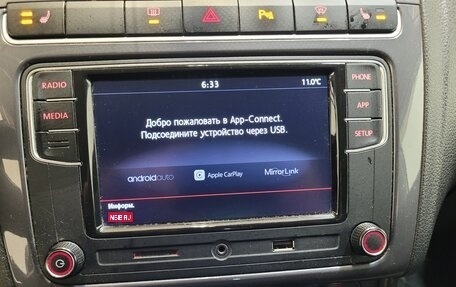 RADIO
MEDIA
6:33
11.0°C
Добро пожаловать в App-Connect.
Подсоедините устройство через USB.
androidauto
Apple CarPlay
MirrorLink
Информ.
PHONE
APP
SETUP